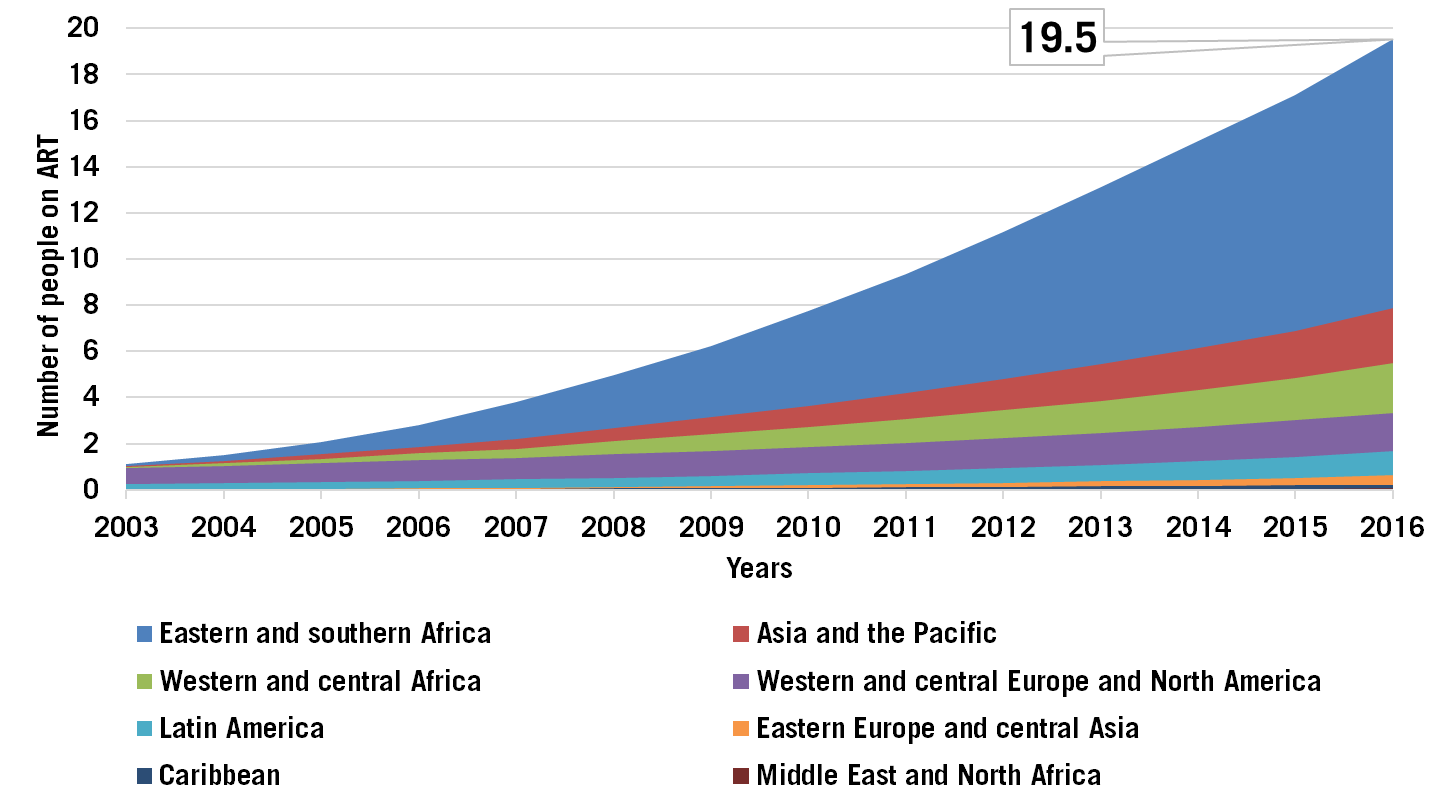 20
19.5
18
16
14
12
10
8
6
4
2
0
Number of people on ART
2003 2004 2005 2006 2007 2008 2009 2010 2011 2012 2013 2014 2015 2016
Years
Eastern and southern Africa
Asia and the Pacific
Western and central Africa
Western and central Europe and North America
Latin America
Eastern Europe and central Asia
Caribbean
Middle East and North Africa